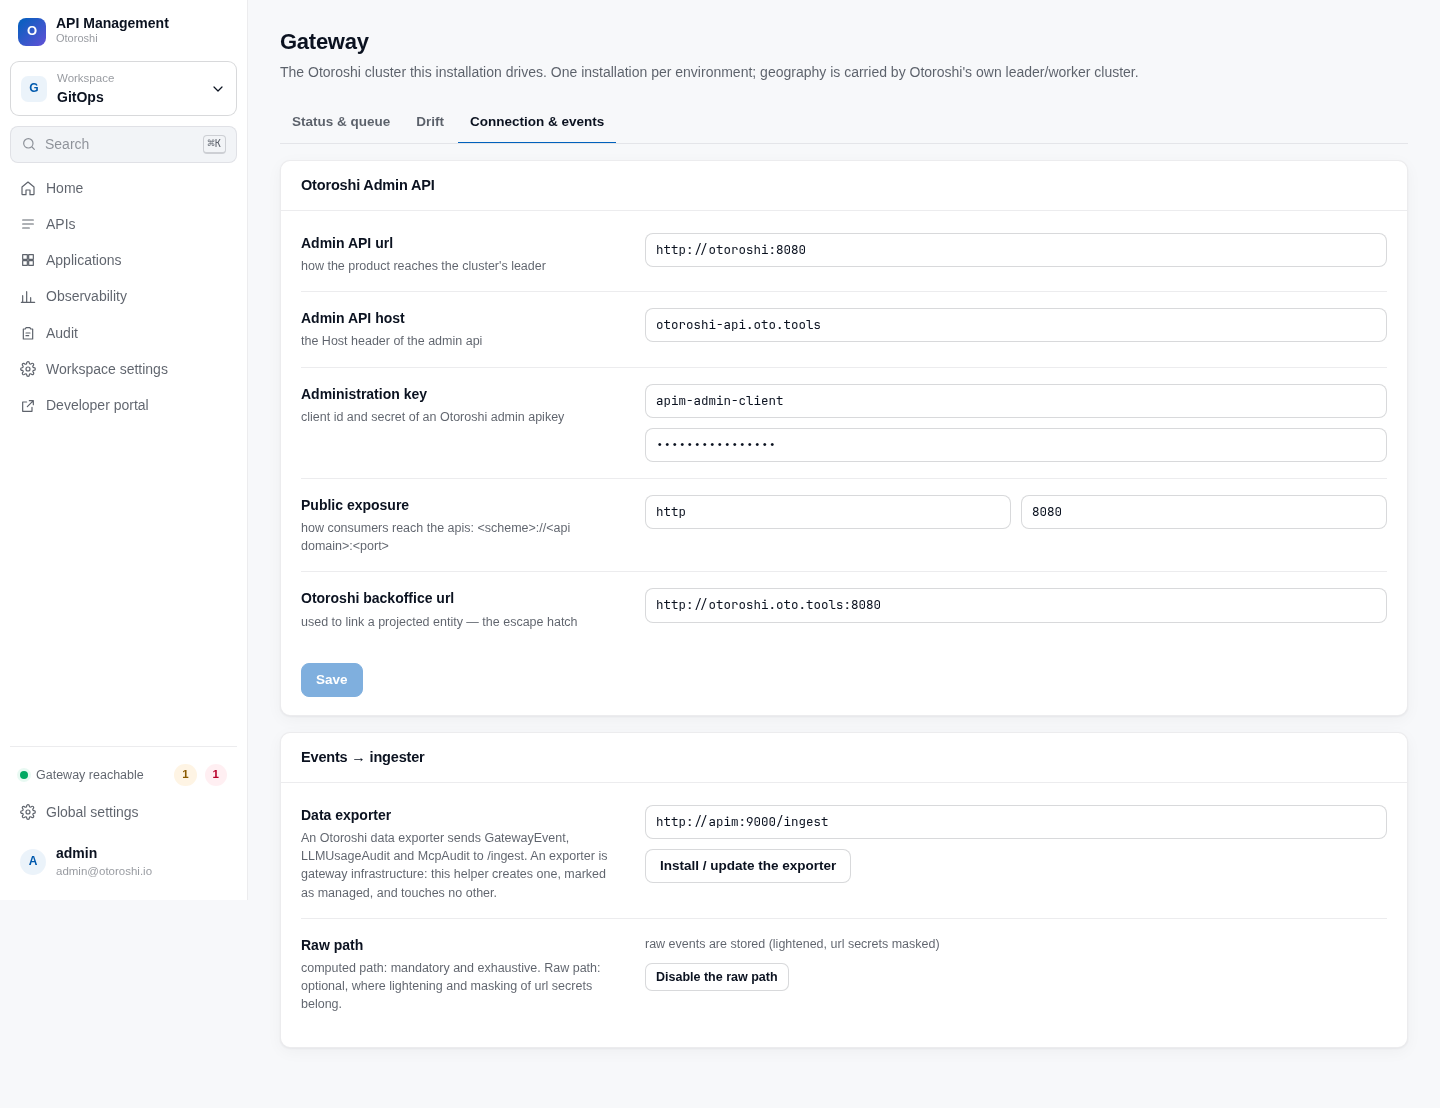 O
API Management
Otoroshi
G
Workspace
GitOps
Search
⌘K
Home
APIs
Applications
Observability
Audit
Workspace settings
Developer portal
Gateway reachable
1
1
Global settings
A
admin
admin@otoroshi.io
Gateway
The Otoroshi cluster this installation drives. One installation per environment; geography is carried by Otoroshi's own leader/worker cluster.
Status & queue
Drift
Connection & events
Otoroshi Admin API
Admin API url
how the product reaches the cluster's leader
http://otoroshi:8080
Admin API host
the Host header of the admin api
otoroshi-api.oto.tools
Administration key
client id and secret of an Otoroshi admin apikey
apim-admin-client
••••••••••••••••
Public exposure
how consumers reach the apis: <scheme>://<api
domain>:<port>
http
8080
Otoroshi backoffice url
used to link a projected entity — the escape hatch
http://otoroshi.oto.tools:8080
Save
Events → ingester
Data exporter
An Otoroshi data exporter sends GatewayEvent,
LLMUsageAudit and McpAudit to /ingest. An exporter is
gateway infrastructure: this helper creates one, marked
as managed, and touches no other.
http://apim:9000/ingest
Install / update the exporter
Raw path
computed path: mandatory and exhaustive. Raw path:
optional, where lightening and masking of url secrets
belong.
raw events are stored (lightened, url secrets masked)
Disable the raw path